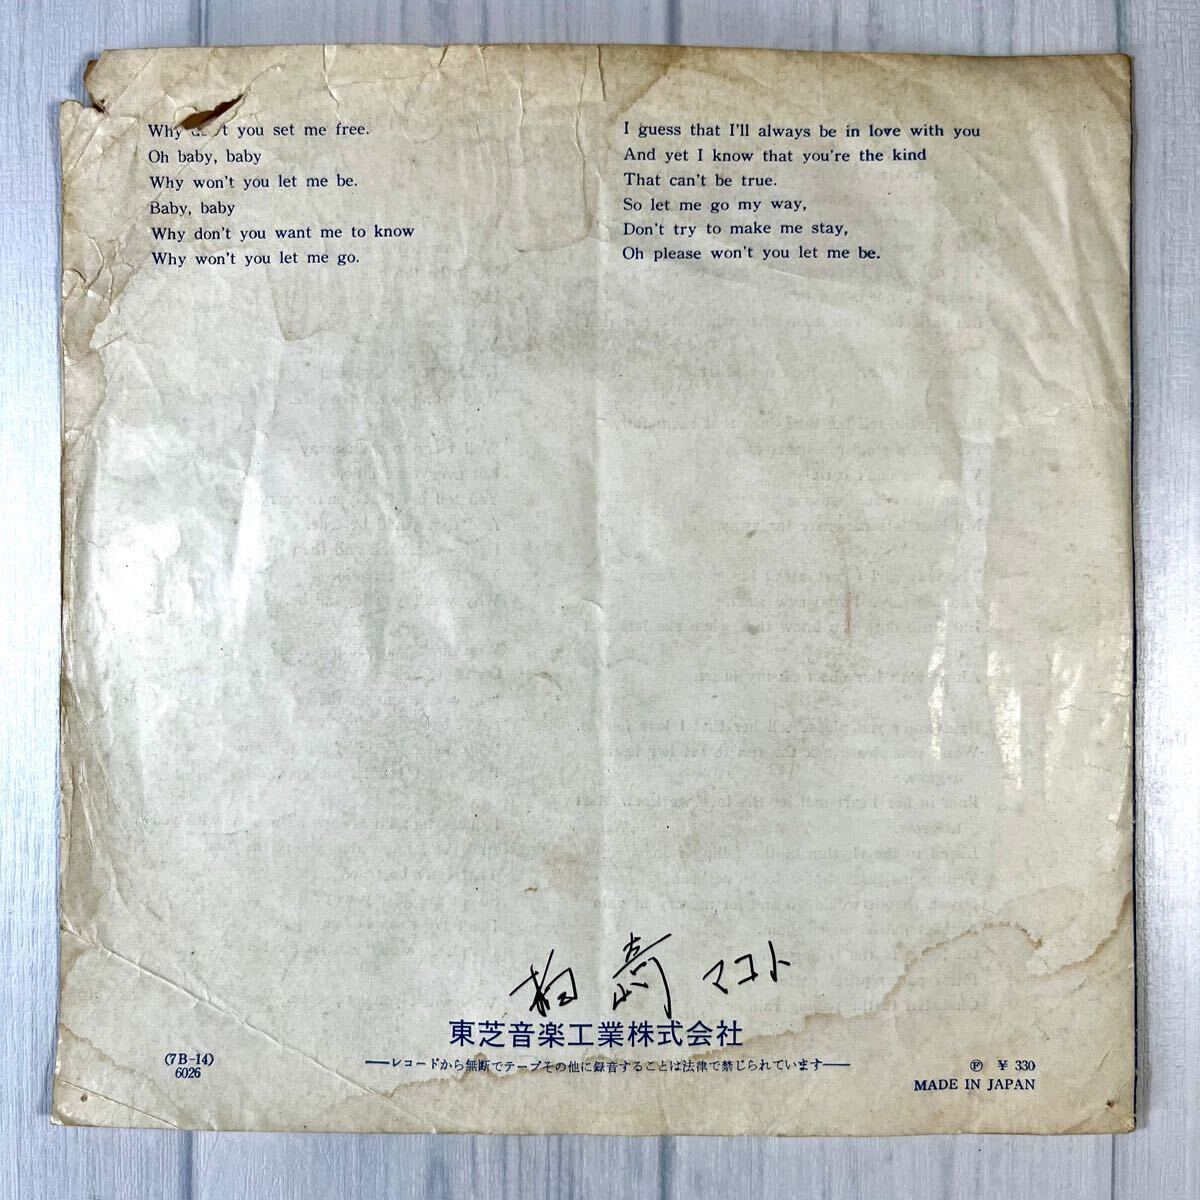 Why don't you set me free.
Oh baby, baby
Why won't you let me be.
Baby, baby
Why don't you want me to know
Why won't you let me go.
I guess that I'll always be in love with you
And yet I know that you're the kind
That can't be true.
So let me go my way,
Don't try to make me stay,
Oh please won't you let me be.
柏崎 マコト
東芝音楽工業株式会社
レコードから無断でテープその他に録音することは法律で禁じられています
(7B-14)
6026
Ⓟ ¥ 330
MADE IN JAPAN